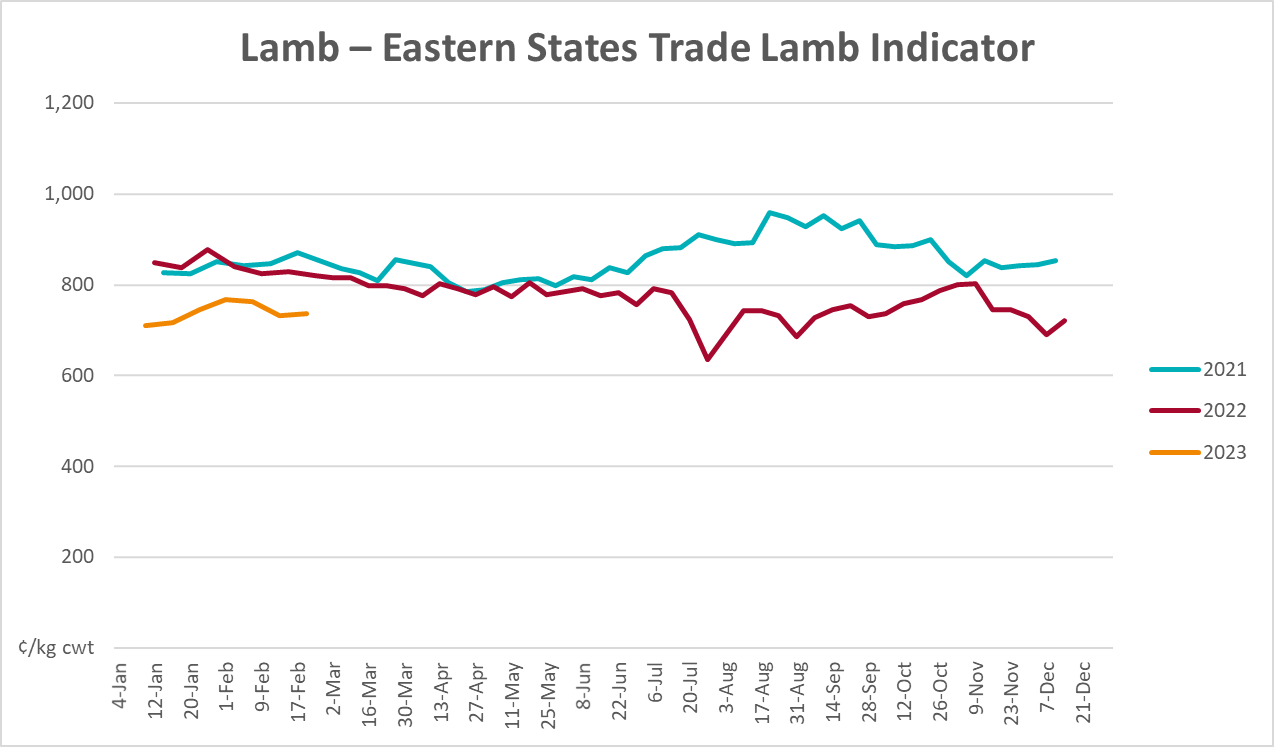 Lamb – Eastern States Trade Lamb Indicator
1,200
1,000
800
600
400
200
¢/kg cwt
4-Jan
12-Jan
20-Jan
1-Feb
9-Feb
17-Feb
2-Mar
16-Mar
30-Mar
13-Apr
27-Apr
11-May
25-May
8-Jun
22-Jun
6-Jul
20-Jul
3-Aug
17-Aug
31-Aug
14-Sep
28-Sep
12-Oct
26-Oct
9-Nov
23-Nov
7-Dec
21-Dec
2021
2022
2023